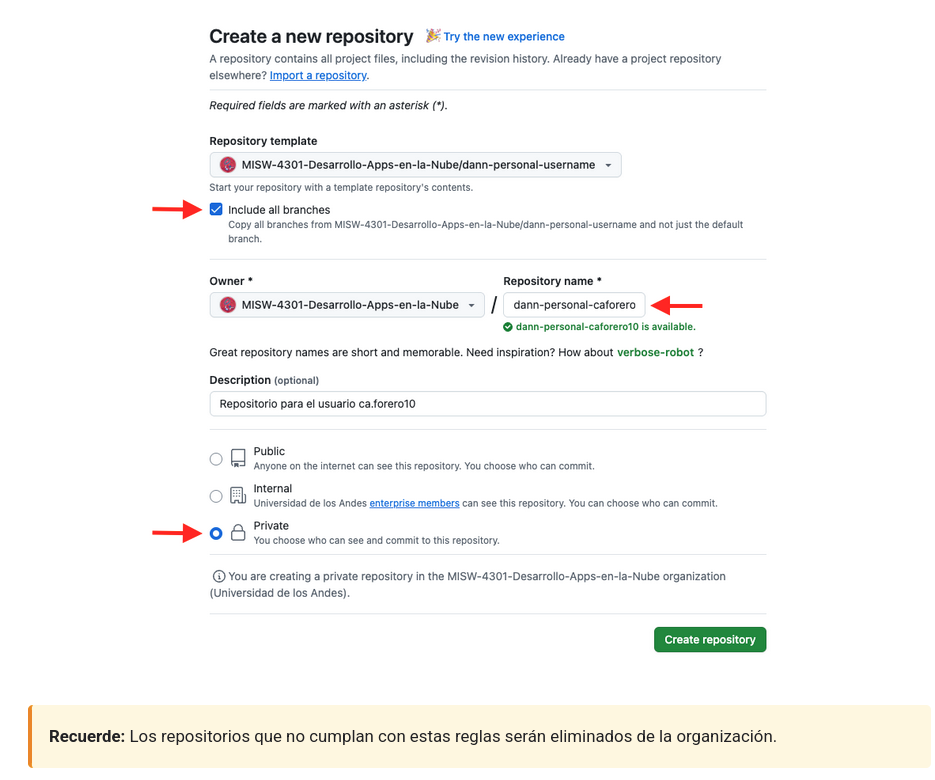 Create a new repository 🎉 Try the new experience
A repository contains all project files, including the revision history. Already have a project repository
elsewhere? Import a repository.
Required fields are marked with an asterisk (*).
Repository template
MISW-4301-Desarrollo-Apps-en-la-Nube/dann-personal-username
Start your repository with a template repository's contents.
Include all branches
Copy all branches from MISW-4301-Desarrollo-Apps-en-la-Nube/dann-personal-username and not just the default
branch.
Owner * Repository name *
MISW-4301-Desarrollo-Apps-en-la-Nube / dann-personal-caforero
dann-personal-caforero10 is available.
Great repository names are short and memorable. Need inspiration? How about verbose-robot ?
Description (optional)
Repositorio para el usuario ca.forero10
Public
Anyone on the internet can see this repository. You choose who can commit.
Internal
Universidad de los Andes enterprise members can see this repository. You can choose who can commit.
Private
You choose who can see and commit to this repository.
You are creating a private repository in the MISW-4301-Desarrollo-Apps-en-la-Nube organization
(Universidad de los Andes).
Create repository
Recuerde: Los repositorios que no cumplan con estas reglas serán eliminados de la organización.